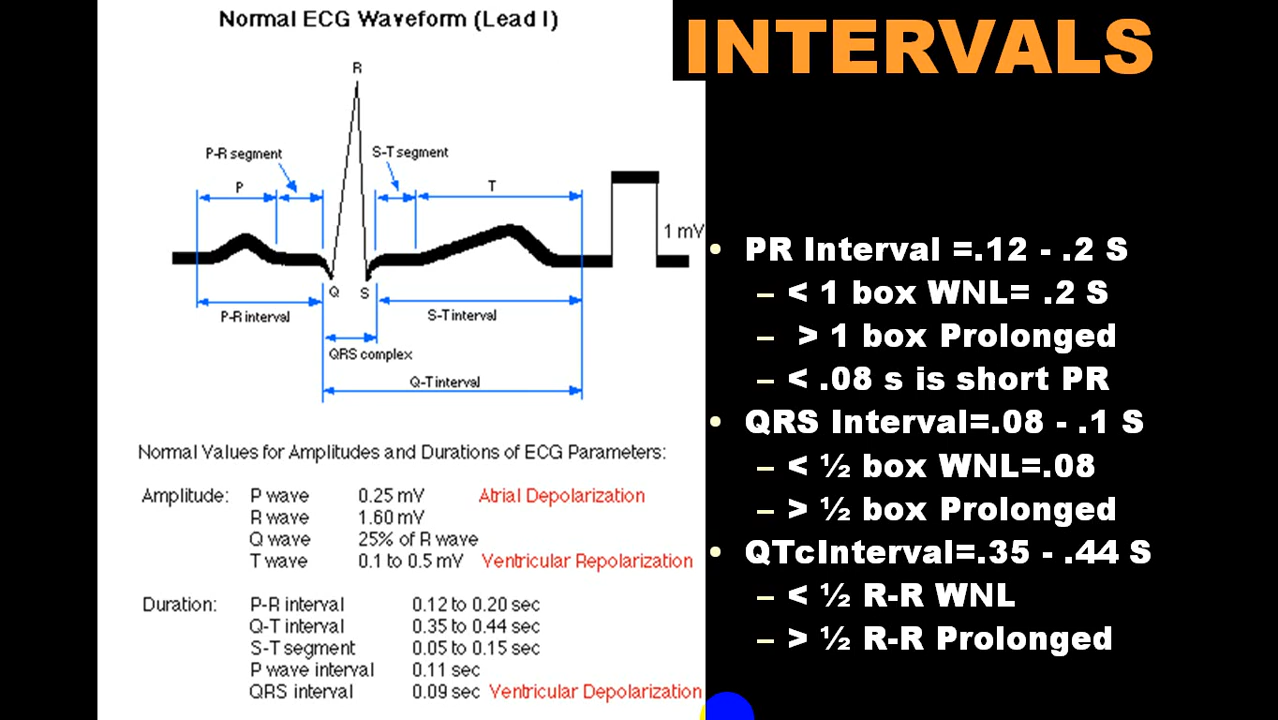 Normal ECG Waveform (Lead I)
INTERVALS
R
P-R segment
S-T segment
P
T
1 mV
Q
S
P-R interval
S-T interval
QRS complex
Q-T interval
Normal Values for Amplitudes and Durations of ECG Parameters:
Amplitude: P wave 0.25 mV Atrial Depolarization
R wave 1.60 mV
Q wave 25% of R wave
T wave 0.1 to 0.5 mV Ventricular Repolarization
Duration: P-R interval 0.12 to 0.20 sec
Q-T interval 0.35 to 0.44 sec
S-T segment 0.05 to 0.15 sec
P wave interval 0.11 sec
QRS interval 0.09 sec Ventricular Depolarization
• PR Interval =.12 - .2 S
– < 1 box WNL= .2 S
– > 1 box Prolonged
– < .08 s is short PR
• QRS Interval=.08 - .1 S
– < ½ box WNL=.08
– > ½ box Prolonged
• QTcInterval=.35 - .44 S
– < ½ R-R WNL
– > ½ R-R Prolonged